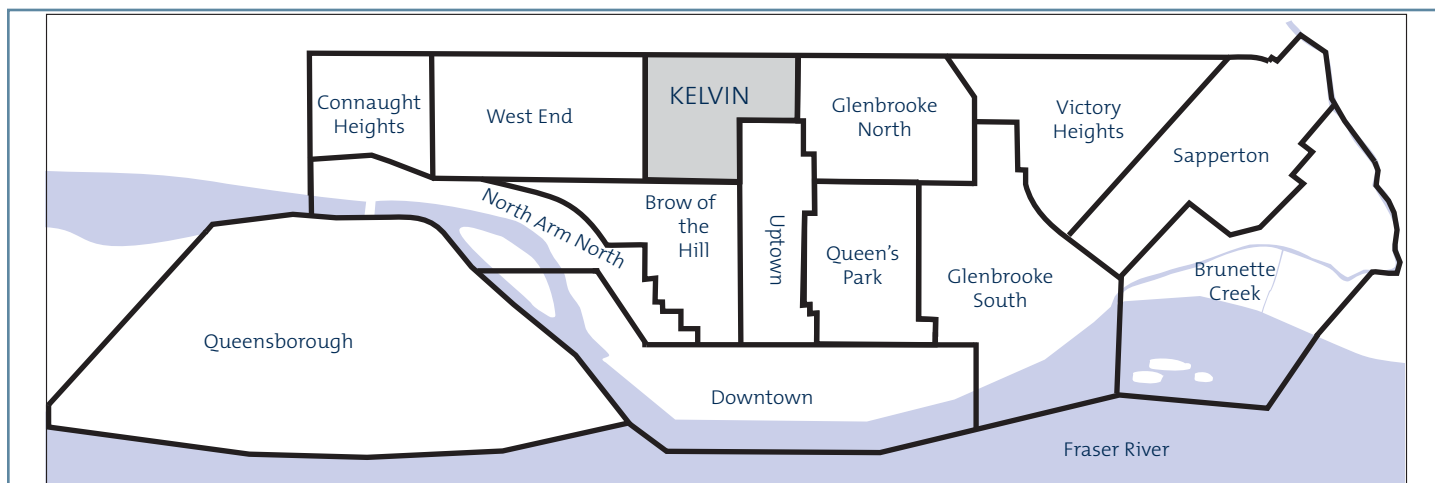 Connaught
Heights
West End
KELVIN
Glenbrooke
North
Victory
Heights
Sapperton
North Arm North
Brow of
the
Hill
Uptown
Queen's
Park
Glenbrooke
South
Brunette
Creek
Queensborough
Downtown
Fraser River